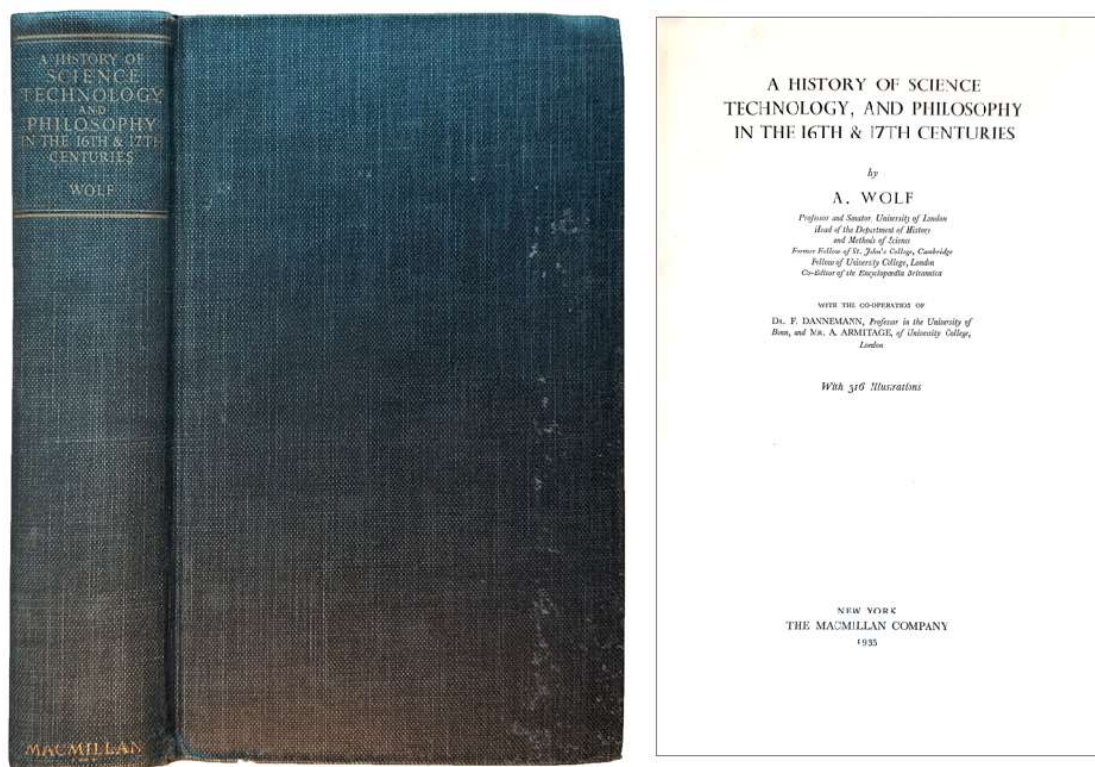 A HISTORY OF
SCIENCE
TECHNOLOGY
AND
PHILOSOPHY
IN THE 16TH & 17TH
CENTURIES
WOLF
MACMILLAN
A HISTORY OF SCIENCE
TECHNOLOGY, AND PHILOSOPHY
IN THE 16TH & 17TH CENTURIES
by
A. WOLF
Professor and Senator, University of London
Head of the Department of History
and Methods of Science
Former Fellow of St. John's College, Cambridge
Fellow of University College, London
Co-Editor of the Encyclopædia Britannica
WITH THE CO-OPERATION OF
DR. F. DANNEMANN, Professor in the University of
Bonn, and MR. A. ARMITAGE, of University College,
London
With 316 Illustrations
NEW YORK
THE MACMILLAN COMPANY
1935